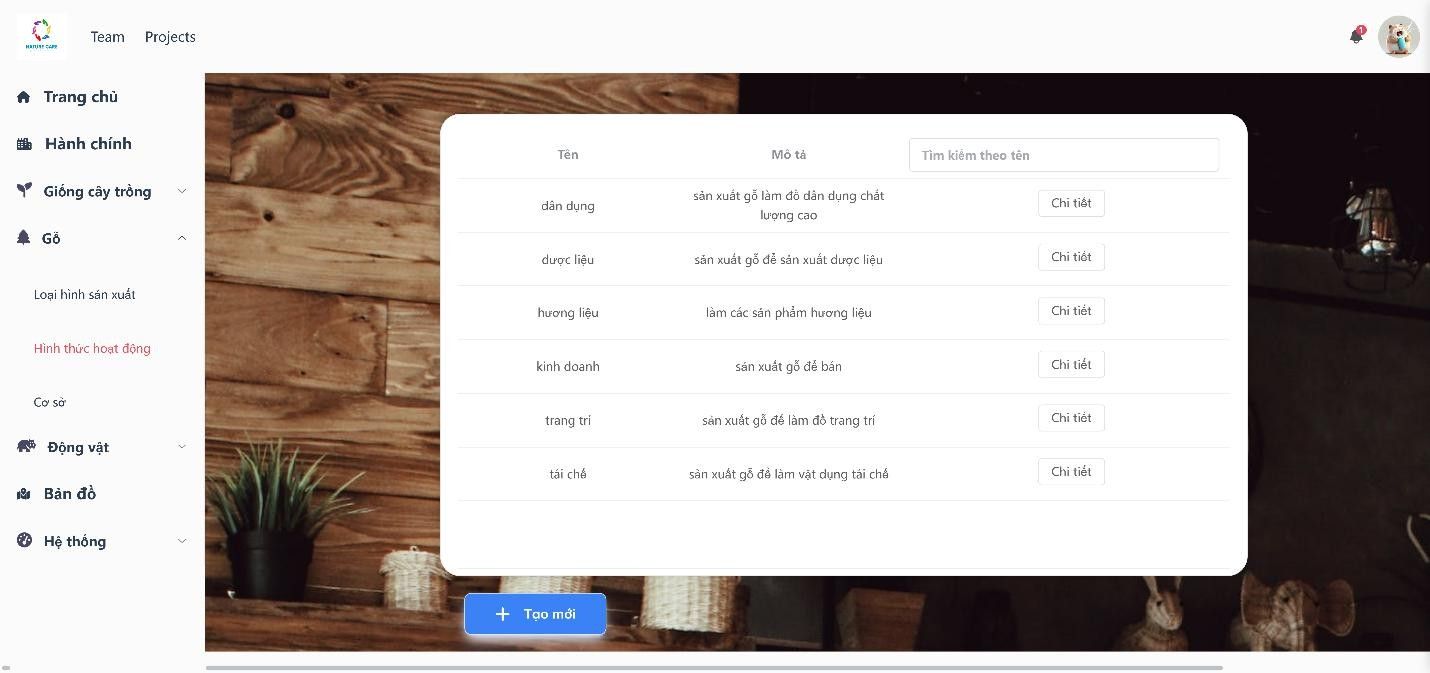 NATURE CARE
Team
Projects
1
Trang chủ
Hành chính
Giống cây trồng
Gỗ
Loại hình sản xuất
Hình thức hoạt động
Cơ sở
Động vật
Bản đồ
Hệ thống
Tên
Mô tả
Tìm kiếm theo tên
dân dụng
sản xuất gỗ làm đồ dân dụng chất
lượng cao
Chi tiết
dược liệu
sản xuất gỗ để sản xuất dược liệu
Chi tiết
hương liệu
làm các sản phẩm hương liệu
Chi tiết
kinh doanh
sản xuất gỗ để bán
Chi tiết
trang trí
sản xuất gỗ để làm đồ trang trí
Chi tiết
tái chế
sản xuất gỗ để làm vật dụng tái chế
Chi tiết
Tạo mới